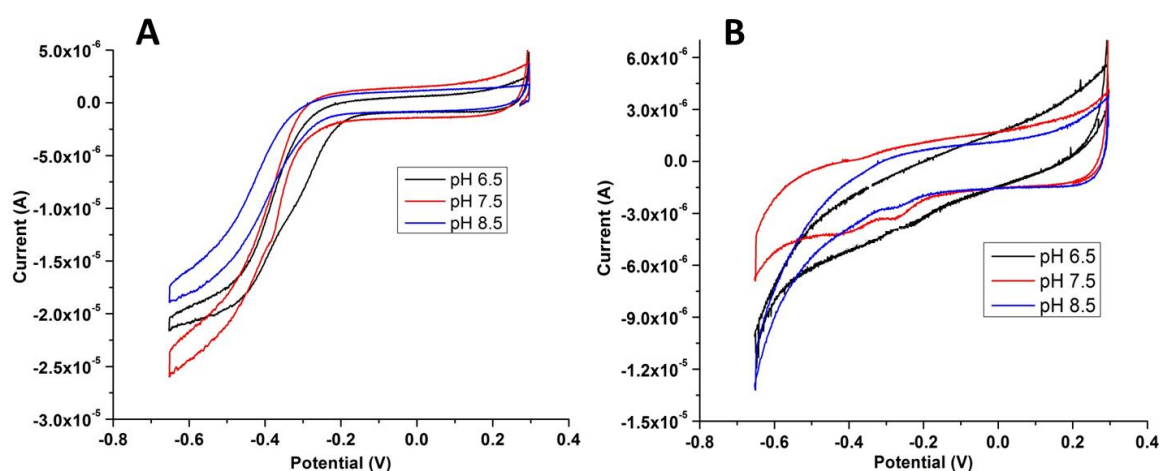 A
5.0x10⁻⁶
0.0
-5.0x10⁻⁶
-1.0x10⁻⁵
-1.5x10⁻⁵
-2.0x10⁻⁵
-2.5x10⁻⁵
-3.0x10⁻⁵
Current (A)
pH 6.5
pH 7.5
pH 8.5
-0.8 -0.6 -0.4 -0.2 0.0 0.2 0.4
Potential (V)
B
6.0x10⁻⁶
3.0x10⁻⁶
0.0
-3.0x10⁻⁶
-6.0x10⁻⁶
-9.0x10⁻⁶
-1.2x10⁻⁵
-1.5x10⁻⁵
Current (A)
pH 6.5
pH 7.5
pH 8.5
-0.8 -0.6 -0.4 -0.2 0.0 0.2 0.4
Potential (V)